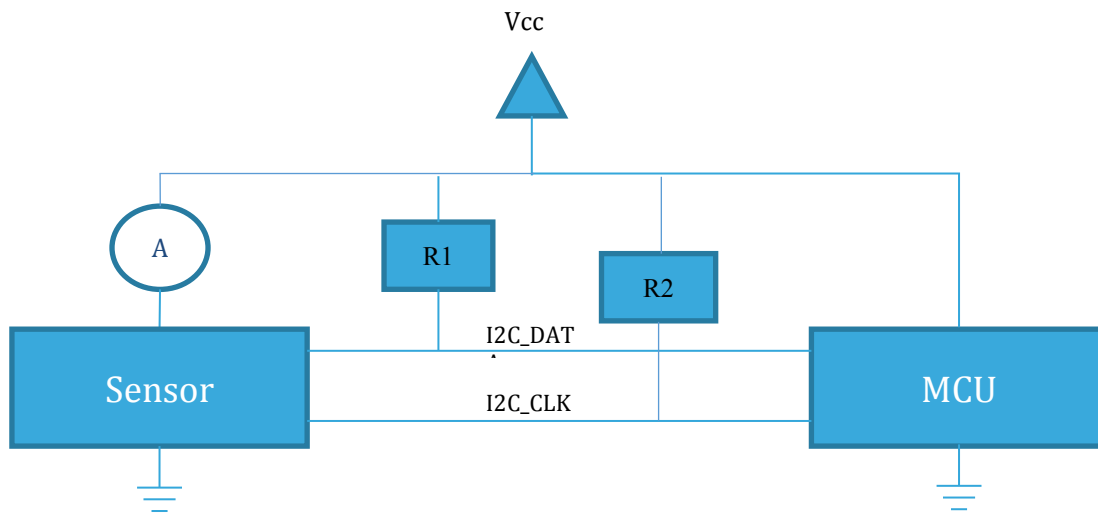 Vcc
A
R1
R2
I2C_DAT
Sensor
MCU
I2C_CLK